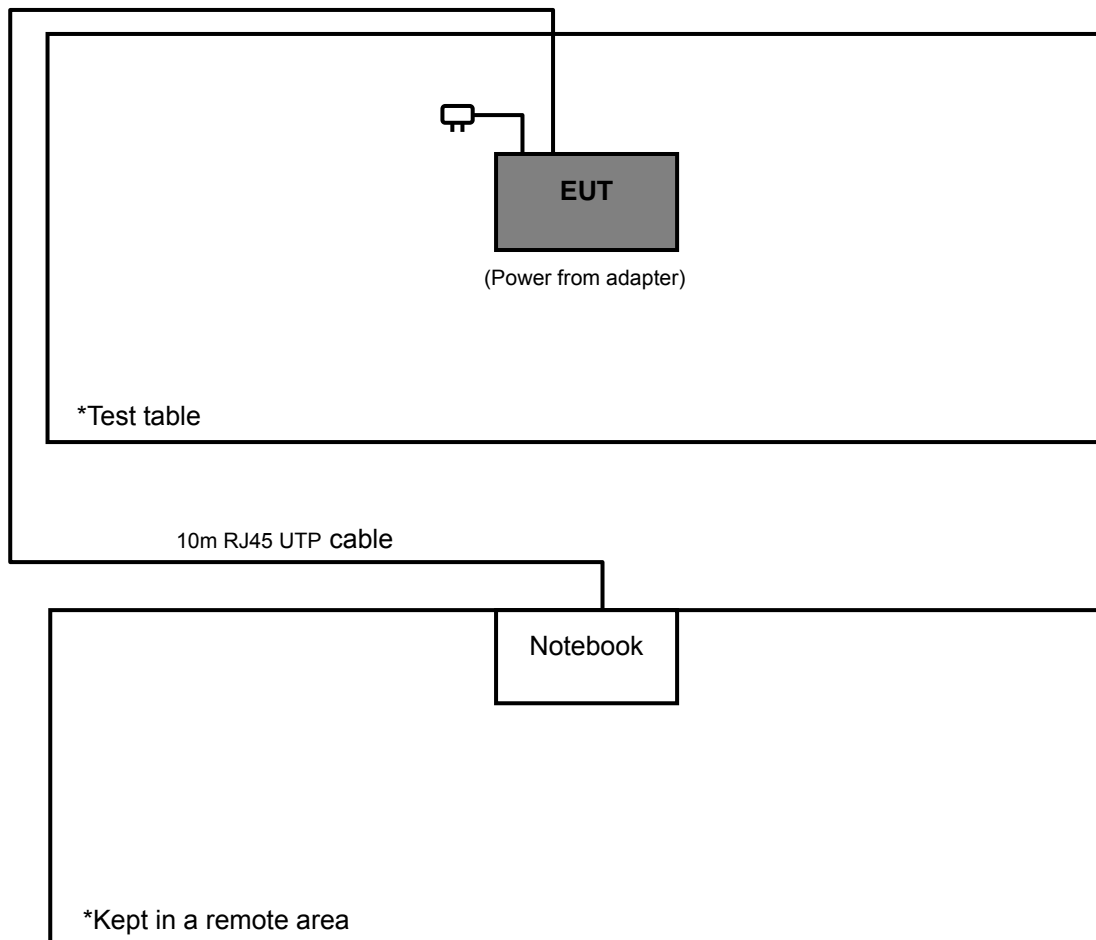 EUT
(Power from adapter)
*Test table
10m RJ45 UTP cable
Notebook
*Kept in a remote area